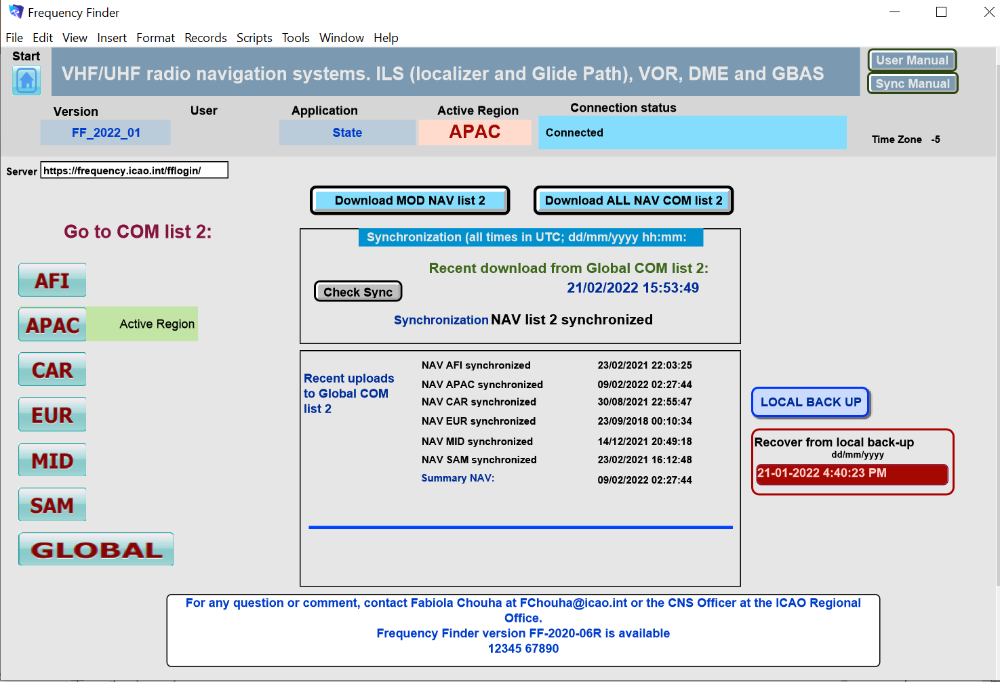 Frequency Finder
File Edit View Insert Format Records Scripts Tools Window Help
Start
VHF/UHF radio navigation systems. ILS (localizer and Glide Path), VOR, DME and GBAS
User Manual
Sync Manual
Version
User
Application
Active Region
Connection status
FF_2022_01
State
APAC
Connected
Time Zone -5
Server https://frequency.icao.int/fflogin/
Download MOD NAV list 2
Download ALL NAV COM list 2
Go to COM list 2:
AFI
APAC
Active Region
CAR
EUR
MID
SAM
GLOBAL
Synchronization (all times in UTC; dd/mm/yyyy hh:mm:
Recent download from Global COM list 2:
21/02/2022 15:53:49
Check Sync
Synchronization NAV list 2 synchronized
Recent uploads
to Global COM
list 2
NAV AFI synchronized 23/02/2021 22:03:25
NAV APAC synchronized 09/02/2022 02:27:44
NAV CAR synchronized 30/08/2021 22:55:47
NAV EUR synchronized 23/09/2018 00:10:34
NAV MID synchronized 14/12/2021 20:49:18
NAV SAM synchronized 23/02/2021 16:12:48
Summary NAV: 09/02/2022 02:27:44
LOCAL BACK UP
Recover from local back-up
dd/mm/yyyy
21-01-2022 4:40:23 PM
For any question or comment, contact Fabiola Chouha at FChouha@icao.int or the CNS Officer at the ICAO Regional
Office.
Frequency Finder version FF-2020-06R is available
12345 67890